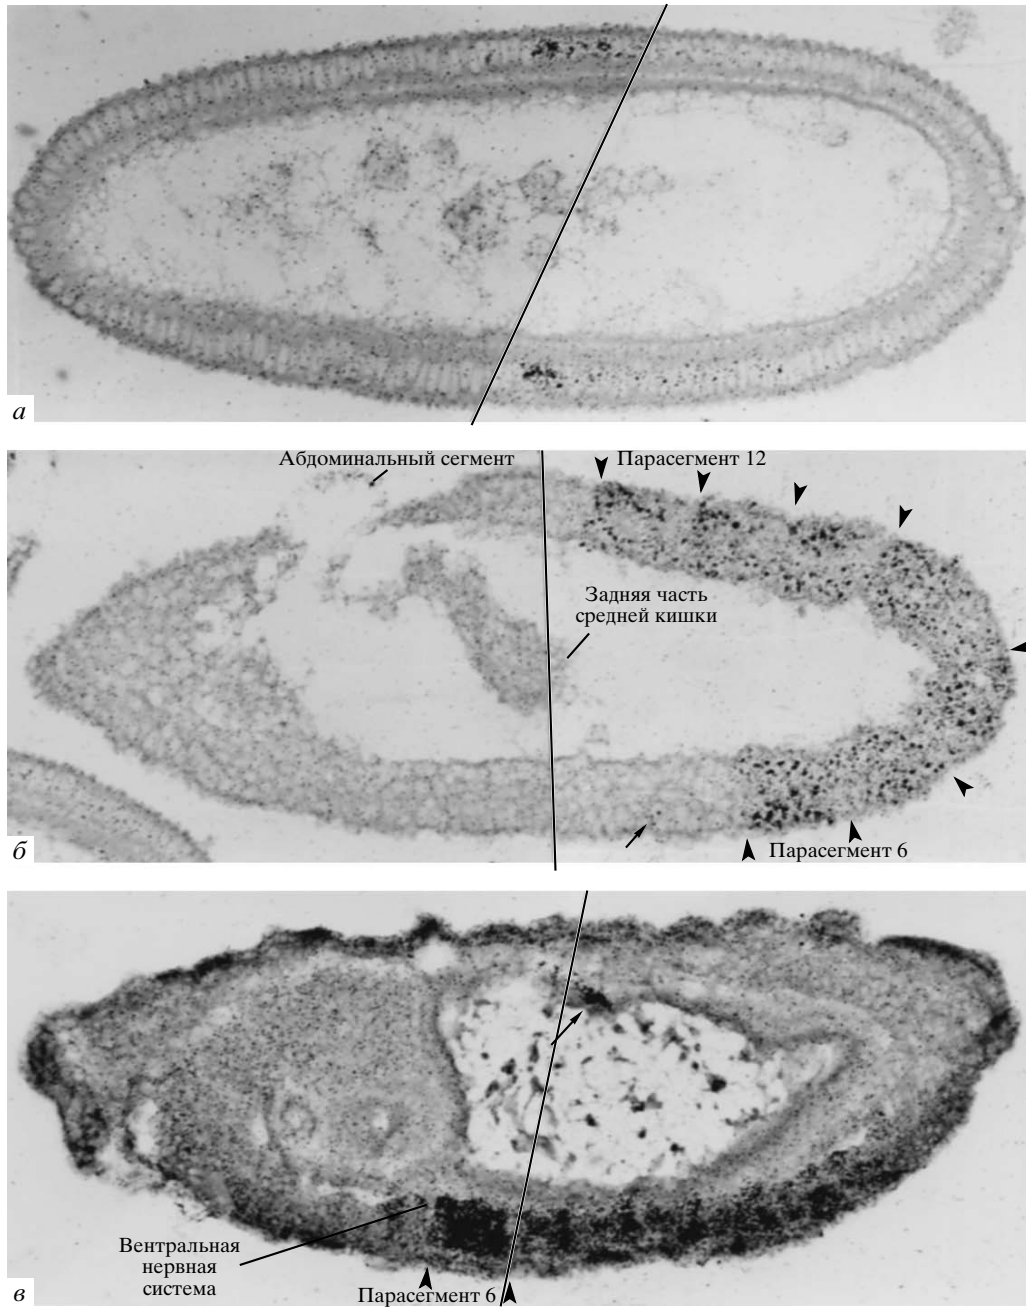 а
Абдоминальный сегмент
Парасегмент 12
Задняя часть
средней кишки
Парасегмент 6
б
Вентральная
нервная
система
Парасегмент 6
в